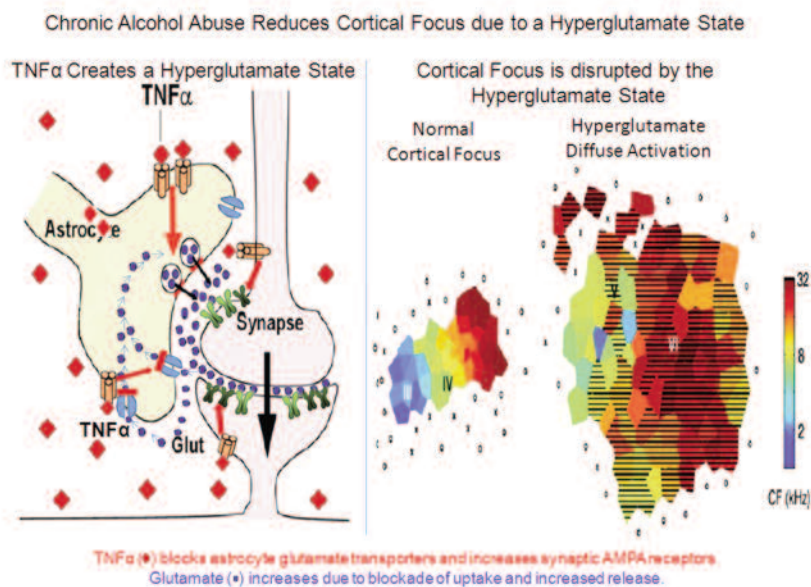 Chronic Alcohol Abuse Reduces Cortical Focus due to a Hyperglutamate State
TNFα Creates a Hyperglutamate State
TNFα
Astrocyte
Synapse
TNFα
Glut
Cortical Focus is disrupted by the
Hyperglutamate State
Normal
Cortical Focus
Hyperglutamate
Diffuse Activation
IV
V
VI
32
8
2
CF (kHz)
TNFα (♦) blocks astrocyte glutamate transporters and increases synaptic AMPA receptors
Glutamate (•) increases due to blockade of uptake and increased release.